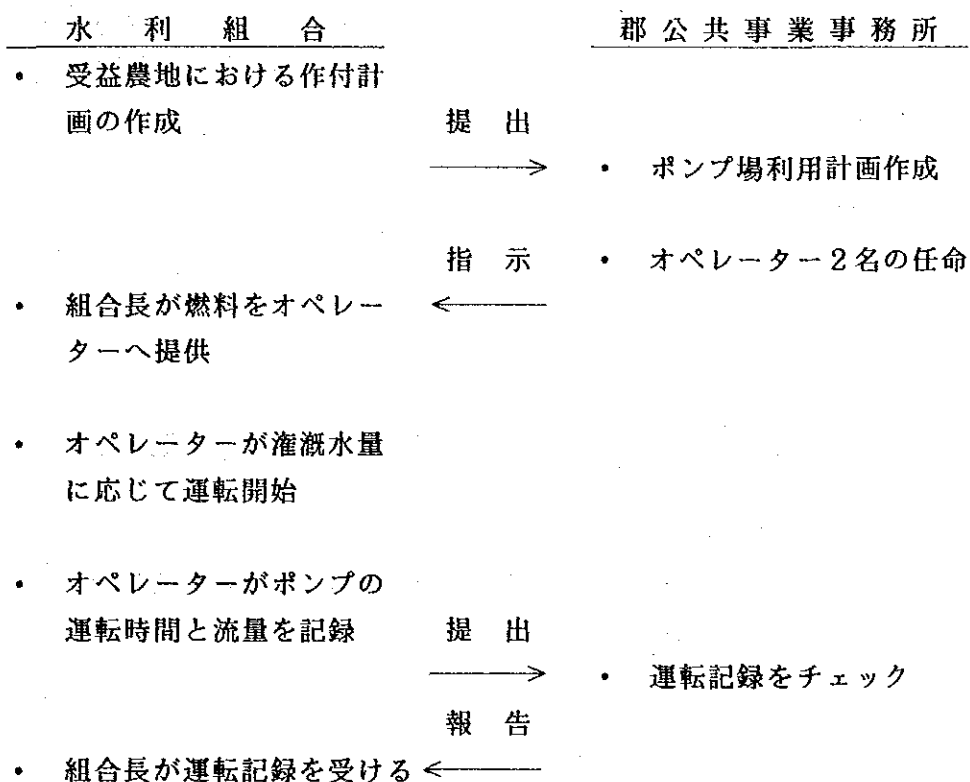 水利組合 郡公共事業事務所
・ 受益農地における作付計
画の作成 提出
→ ・ ポンプ場利用計画作成
指示 ・ オペレーター2名の任命
・ 組合長が燃料をオペレー ←
ターへ提供
・ オペレーターが潅漑水量
に応じて運転開始
・ オペレーターがポンプの
運転時間と流量を記録 提出
→ ・ 運転記録をチェック
報告
・ 組合長が運転記録を受ける ←